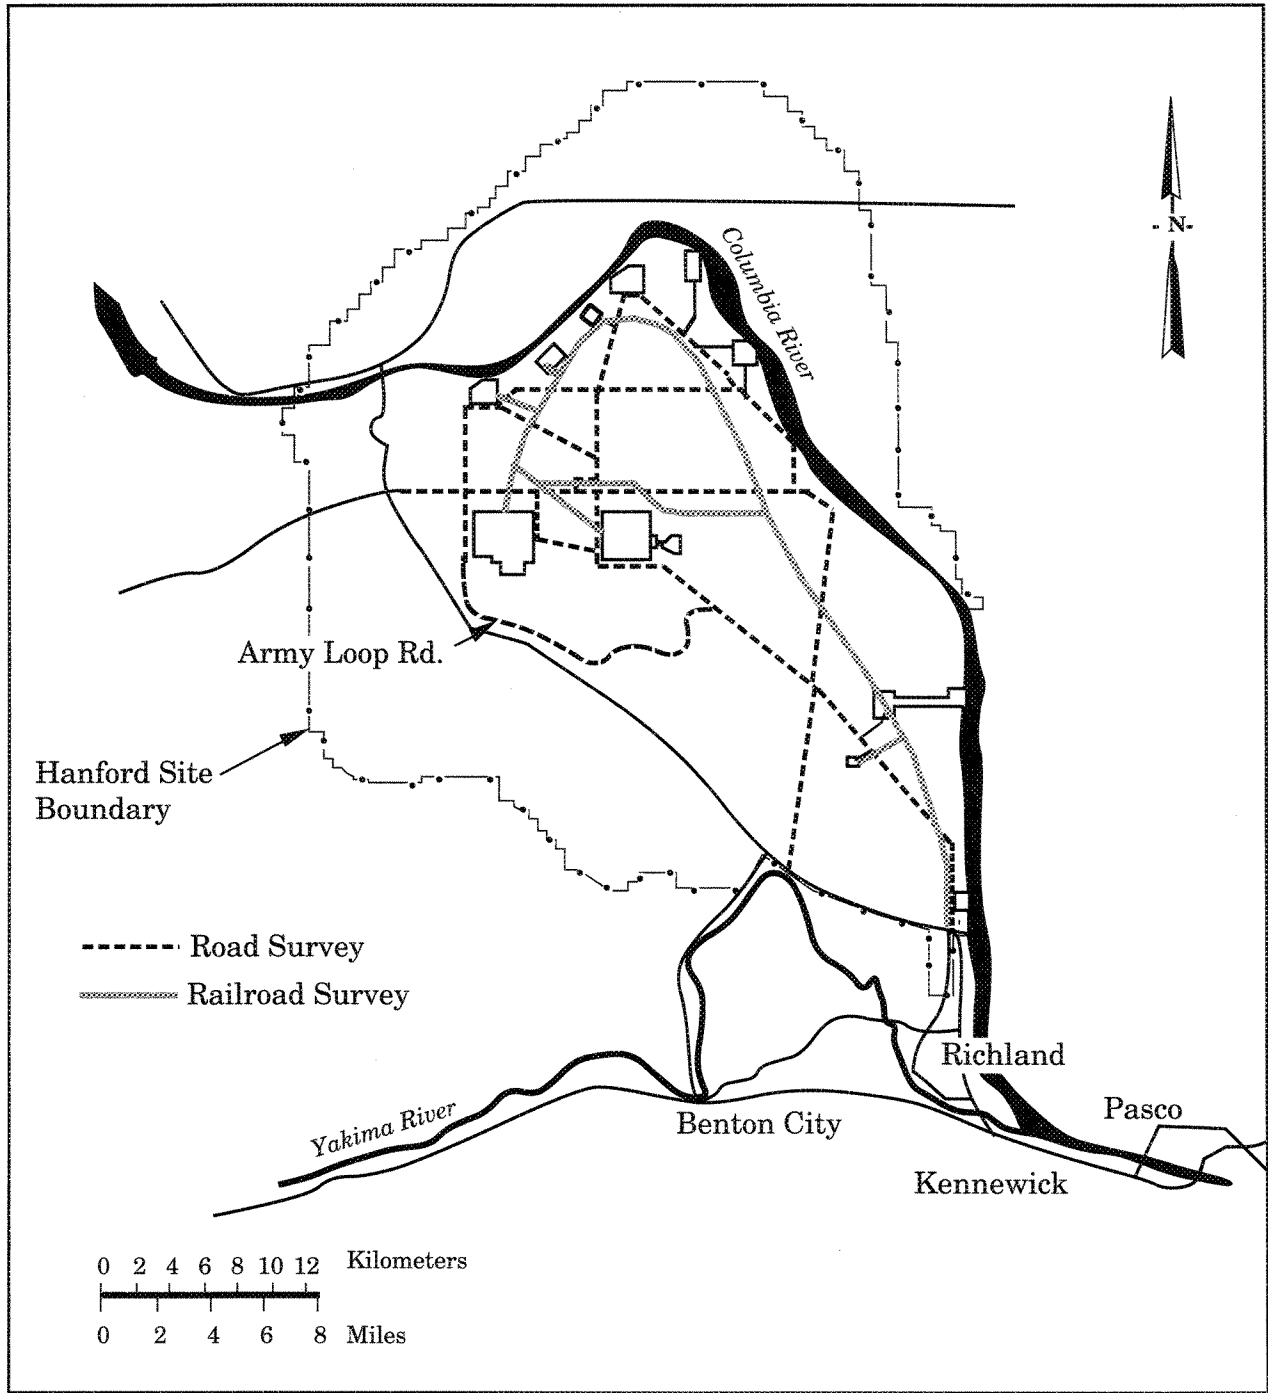 N
Columbia River
Army Loop Rd.
Hanford Site
Boundary
Road Survey
Railroad Survey
Richland
Yakima River
Benton City
Pasco
Kennewick
0 2 4 6 8 10 12 Kilometers
0 2 4 6 8 Miles